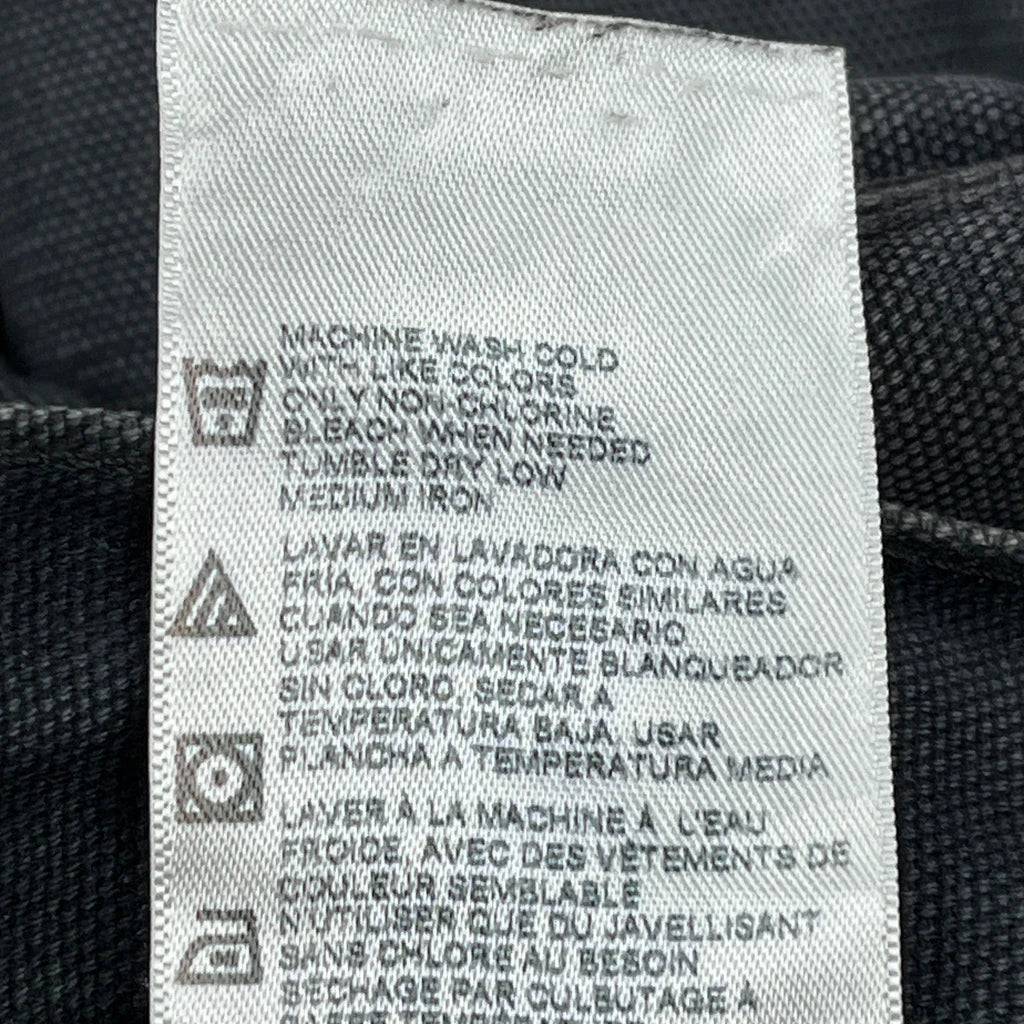 MACHINE WASH COLD
WITH LIKE COLORS
ONLY NON-CHLORINE
BLEACH WHEN NEEDED
TUMBLE DRY LOW
MEDIUM IRON
LAVAR EN LAVADORA CON AGUA
FRIA, CON COLORES SIMILARES
CUANDO SEA NECESARIO
USAR ÚNICAMENTE BLANQUEADOR
SIN CLORO, SECAR A
TEMPERATURA BAJA, USAR
PLANCHA A TEMPERATURA MEDIA
LAVER À LA MACHINE À L'EAU
FROIDE, AVEC DES VÊTEMENTS DE
COULEUR SEMBLABLE
N'UTILISER QUE DU JAVELLISANT
SANS CHLORE AU BESOIN
SÉCHAGE PAR CULBUTAGE À